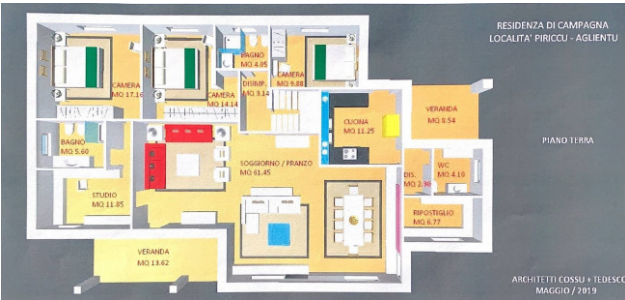 RESIDENZA DI CAMPAGNA
LOCALITA' PIRICCU - AGLIENTU
BAGNO
MQ 4.05
CAMERA
MQ 17.16
CAMERA
MQ 14.14
DISIMP.
MQ 3.14
CAMERA
MQ 9.88
CUCINA
MQ 11.25
VERANDA
MQ 8.54
PIANO TERRA
BAGNO
MQ 5.60
SOGGIORNO / PRANZO
MQ 61.45
STUDIO
MQ 11.85
DIS.
MQ 2.90
WC
MQ 4.10
RIPOSTIGLIO
MQ 6.77
VERANDA
MQ 13.62
ARCHITETTI COSSU + TEDESCO
MAGGIO / 2019